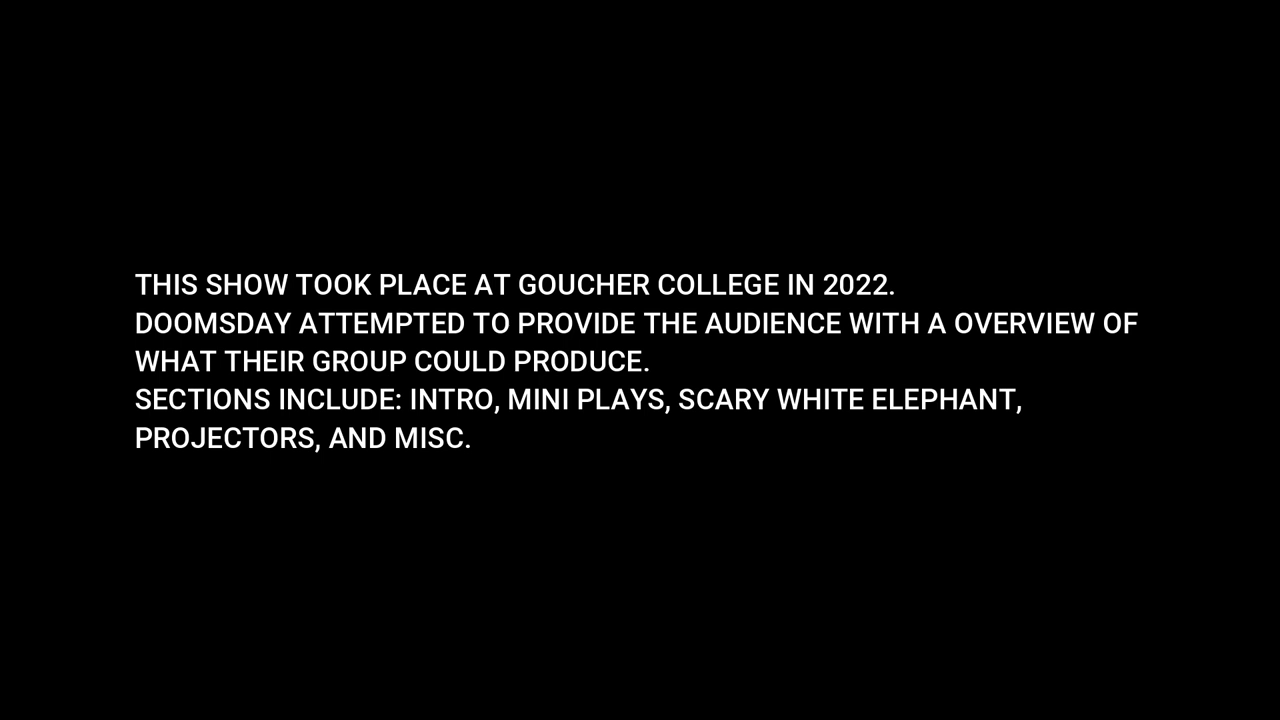 THIS SHOW TOOK PLACE AT GOUCHER COLLEGE IN 2022.
DOOMSDAY ATTEMPTED TO PROVIDE THE AUDIENCE WITH A OVERVIEW OF
WHAT THEIR GROUP COULD PRODUCE.
SECTIONS INCLUDE: INTRO, MINI PLAYS, SCARY WHITE ELEPHANT,
PROJECTORS, AND MISC.